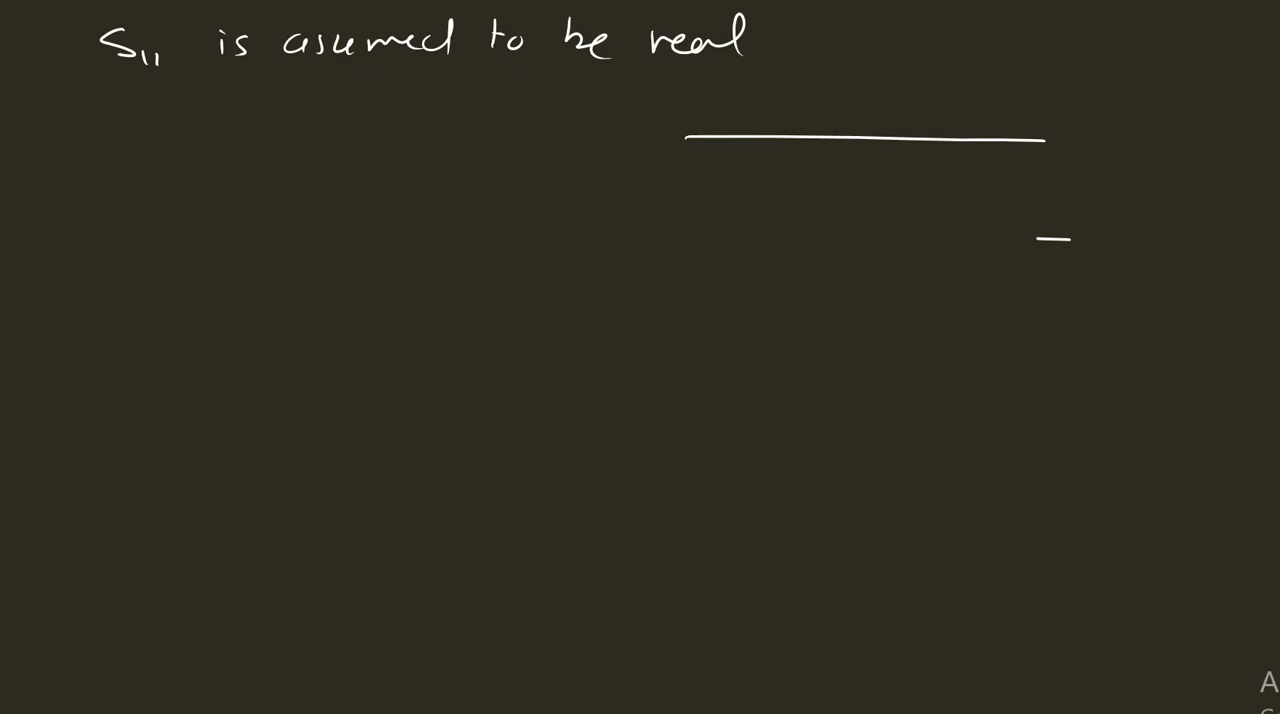 S₁₁ is asumed to be real
A